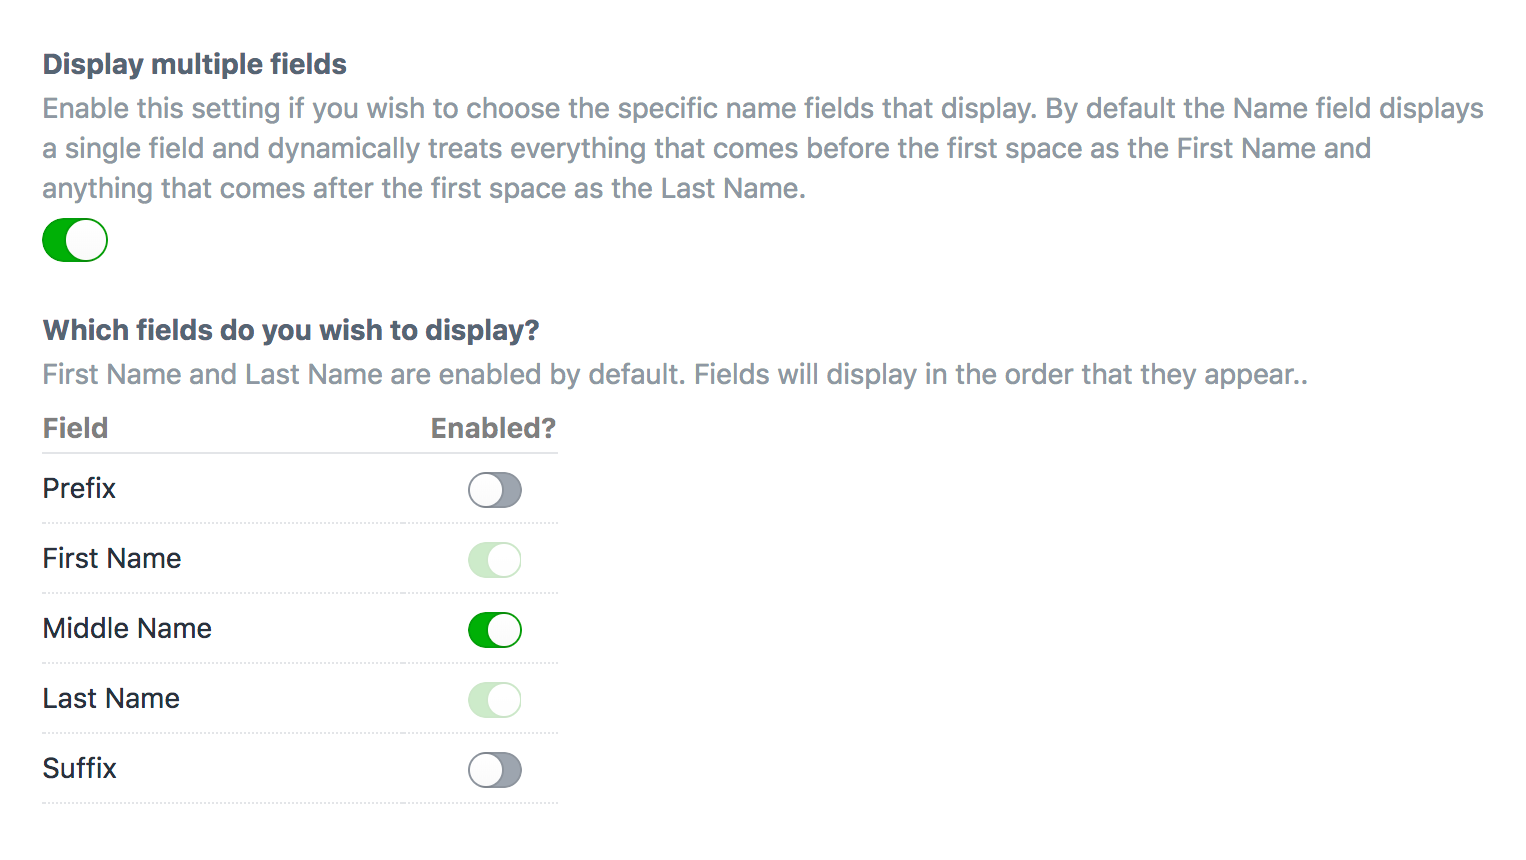 Display multiple fields
Enable this setting if you wish to choose the specific name fields that display. By default the Name field displays
a single field and dynamically treats everything that comes before the first space as the First Name and
anything that comes after the first space as the Last Name.
Which fields do you wish to display?
First Name and Last Name are enabled by default. Fields will display in the order that they appear..
Field Enabled?
Prefix
First Name
Middle Name
Last Name
Suffix